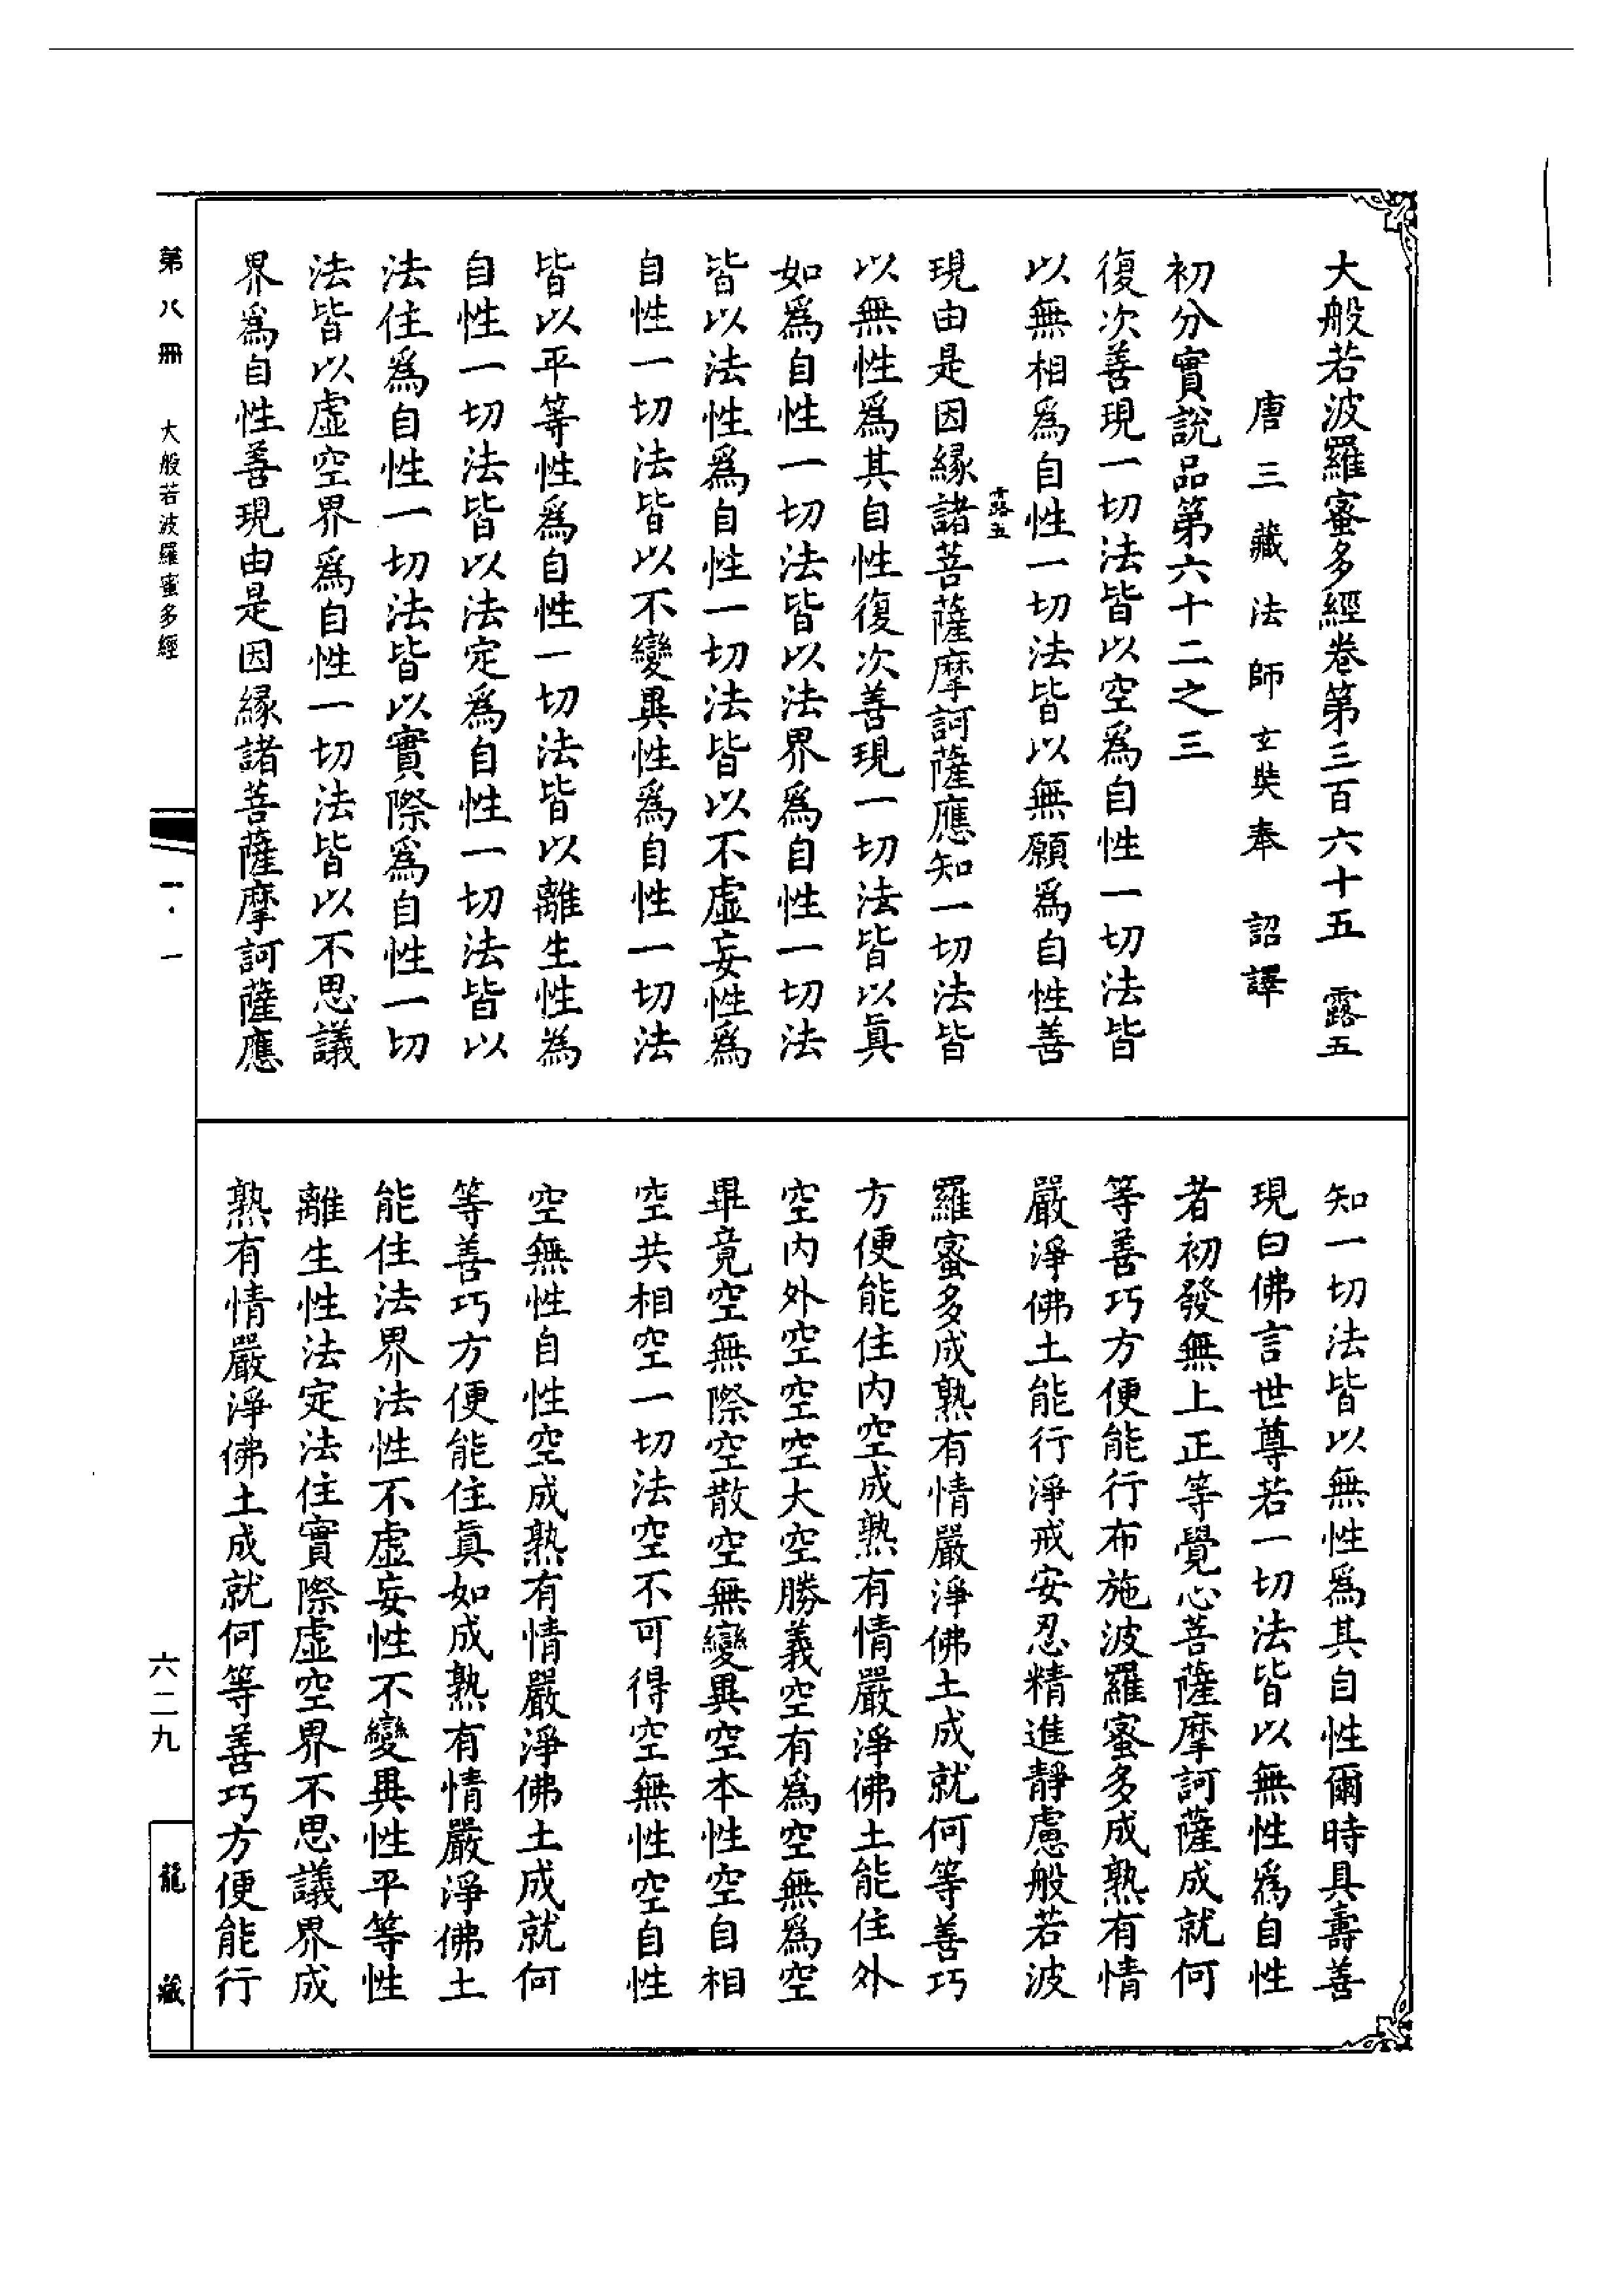 大般若波羅蜜多經卷第三百六十五　露五
唐三藏法師玄奘奉　詔譯
初分實說品第六十二之三
復次善現一切法皆以空爲自性一切法皆
以無相爲自性一切法皆以無願爲自性善
現由是因緣諸菩薩摩訶薩應知一切法皆
以無性爲其自性復次善現一切法皆以眞
如爲自性一切法皆以法界爲自性一切法
皆以法性爲自性一切法皆以不虛妄性爲
自性一切法皆以不變異性爲自性一切法
皆以平等性爲自性一切法皆以離生性為
自性一切法皆以法定爲自性一切法皆以
法住爲自性一切法皆以實際爲自性一切
法皆以虛空界爲自性一切法皆以不思議
界爲自性善現由是因緣諸菩薩摩訶薩應
知一切法皆以無性爲其自性爾時具壽善
現白佛言世尊若一切法皆以無性爲自性
者初發無上正等覺心菩薩摩訶薩成就何
等善巧方便能行布施波羅蜜多成熟有情
嚴淨佛土能行淨戒安忍精進靜慮般若波
羅蜜多成熟有情嚴淨佛土成就何等善巧
方便能住內空成熟有情嚴淨佛土能住外
空內外空空空大空勝義空有爲空無爲空
畢竟空無際空散空無變異空本性空自相
空共相空一切法空不可得空無性空自性
空無性自性空成熟有情嚴淨佛土成就何
等善巧方便能住眞如成熟有情嚴淨佛土
能住法界法性不虛妄性不變異性平等性
離生性法定法住實際虛空界不思議界成
熟有情嚴淨佛土成就何等善巧方便能行
第八冊　大般若波羅蜜多經
一·一
六二九
龍藏